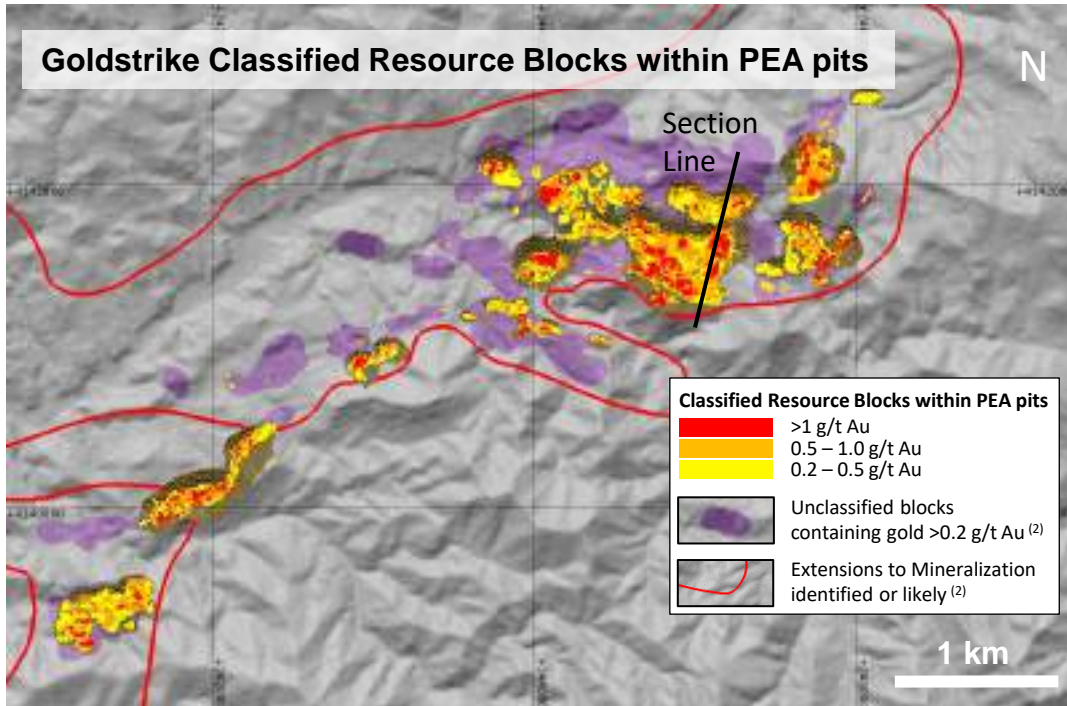 Goldstrike Classified Resource Blocks within PEA pits
N
Section
Line
Classified Resource Blocks within PEA pits
>1 g/t Au
0.5 – 1.0 g/t Au
0.2 – 0.5 g/t Au
Unclassified blocks
containing gold >0.2 g/t Au (2)
Extensions to Mineralization
identified or likely (2)
1 km